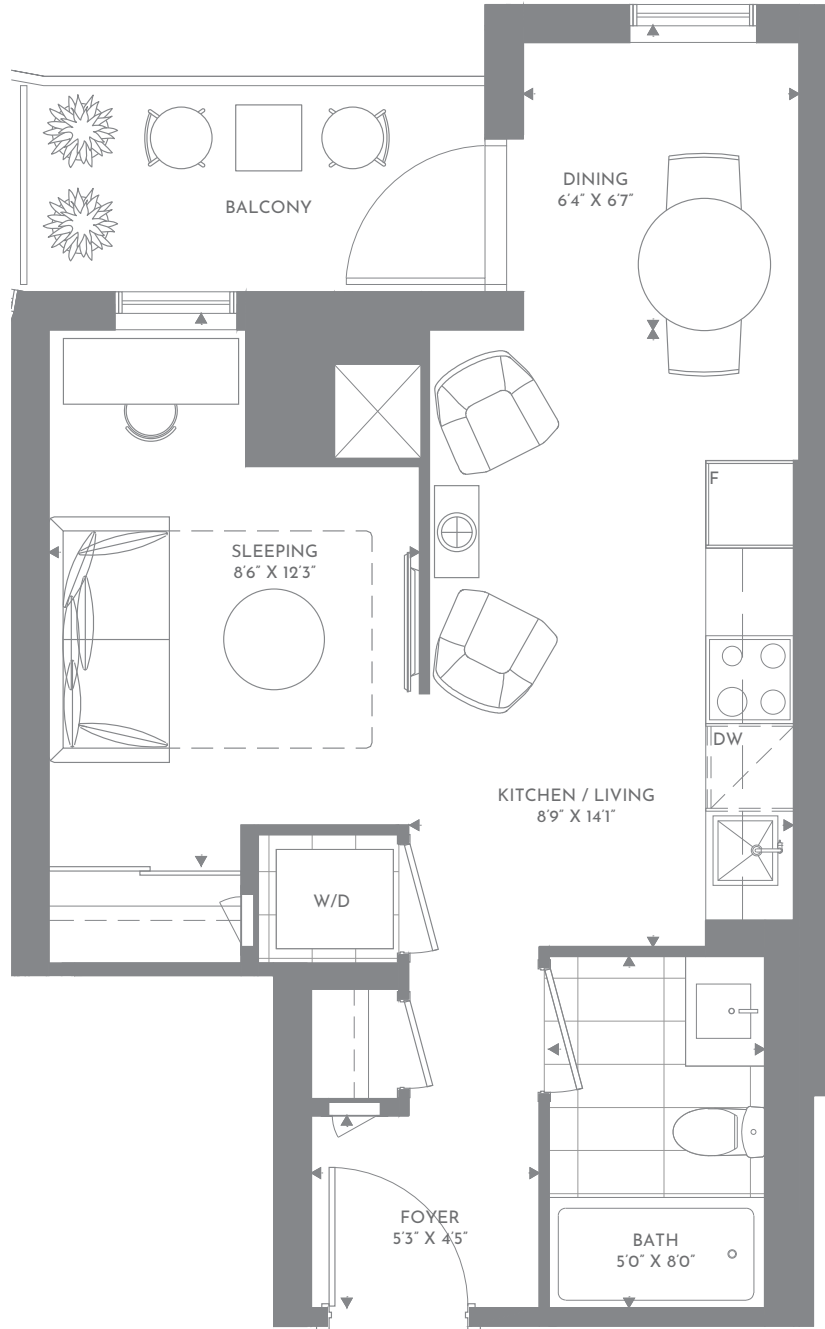 DINING
6'4" X 6'7"
BALCONY
F
SLEEPING
8'6" X 12'3"
DW
KITCHEN / LIVING
8'9" X 14'1"
W/D
FOYER
5'3" X 4'5"
BATH
5'0" X 8'0"